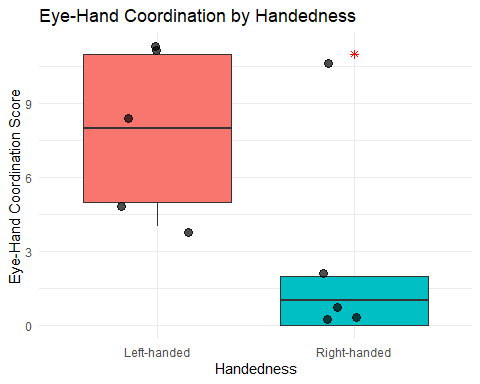 Eye-Hand Coordination by Handedness
Eye-Hand Coordination Score
9
6
3
0
Left-handed
Right-handed
Handedness